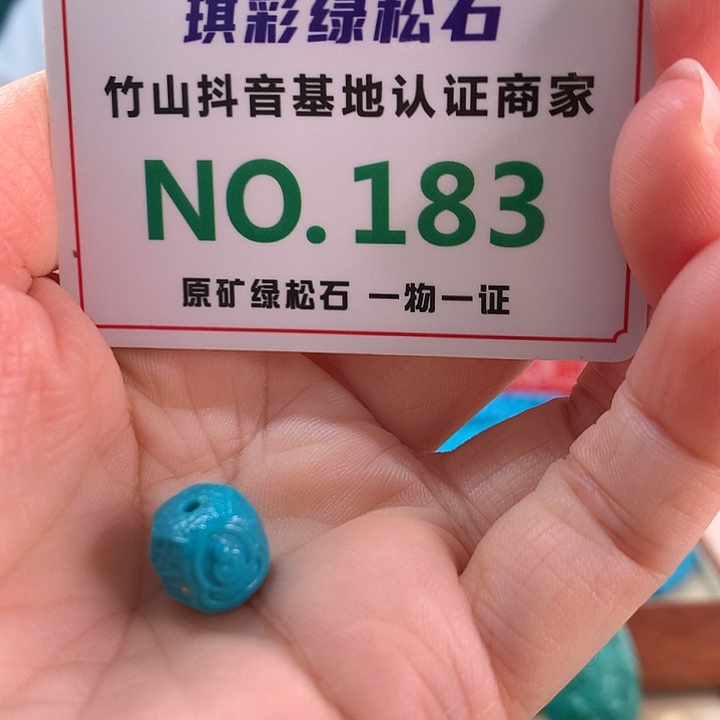 琪彩绿松石
竹山抖音基地认证商家
NO.183
原矿绿松石 一物一证